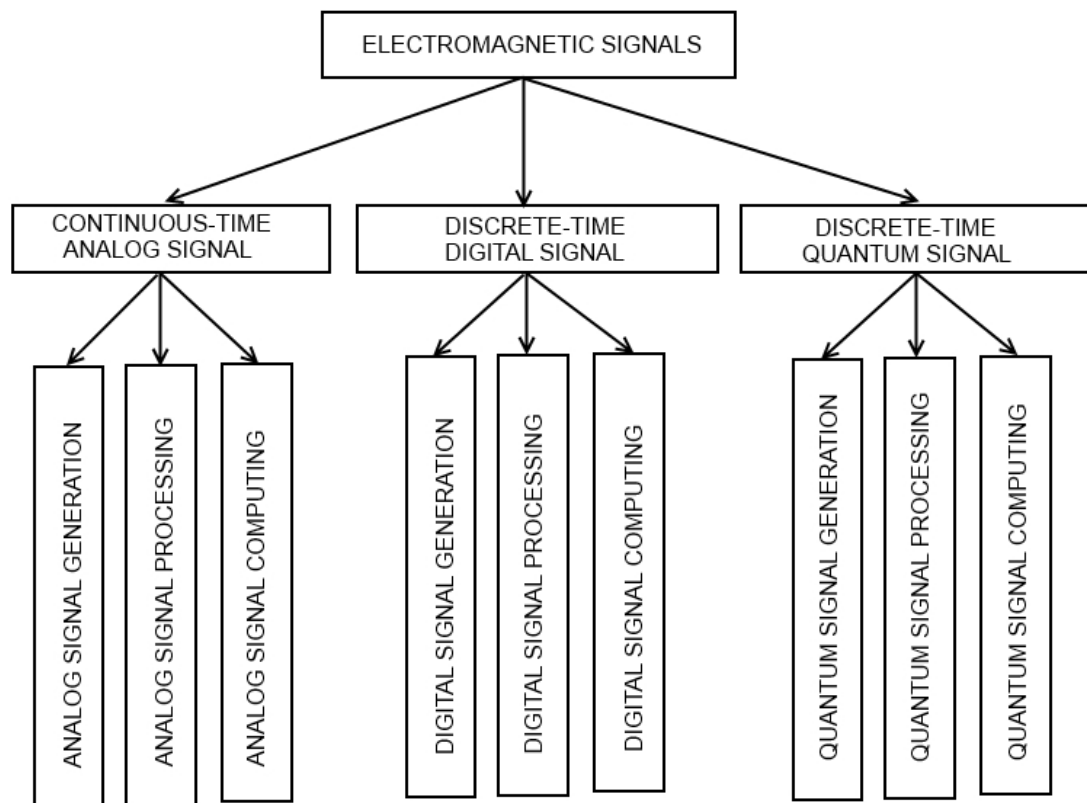 ELECTROMAGNETIC SIGNALS
CONTINUOUS-TIME
ANALOG SIGNAL
DISCRETE-TIME
DIGITAL SIGNAL
DISCRETE-TIME
QUANTUM SIGNAL
ANALOG SIGNAL GENERATION
ANALOG SIGNAL PROCESSING
ANALOG SIGNAL COMPUTING
DIGITAL SIGNAL GENERATION
DIGITAL SIGNAL PROCESSING
DIGITAL SIGNAL COMPUTING
QUANTUM SIGNAL GENERATION
QUANTUM SIGNAL PROCESSING
QUANTUM SIGNAL COMPUTING